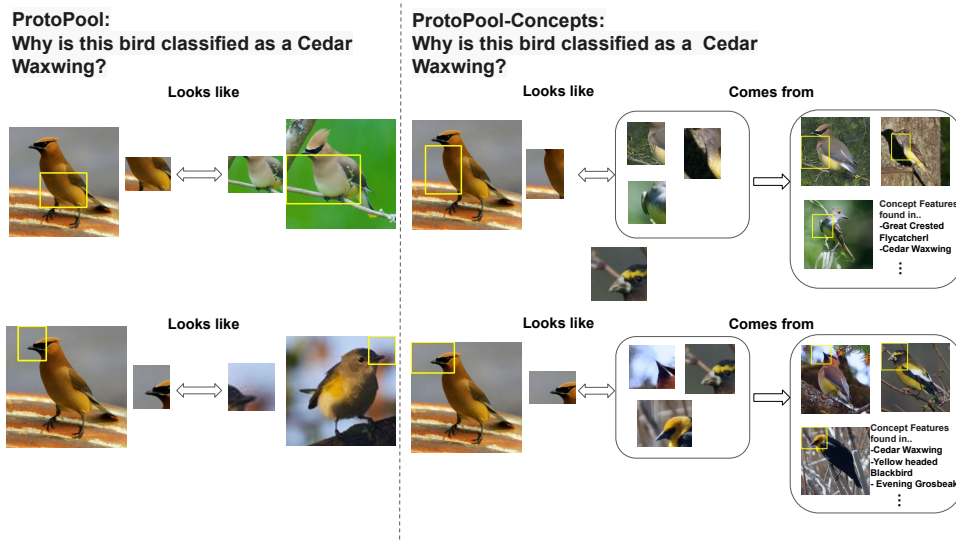 ProtoPool:
Why is this bird classified as a Cedar
Waxwing?
Looks like
Looks like
ProtoPool-Concepts:
Why is this bird classified as a  Cedar
Waxwing?
Looks like
Comes from
Concept Features
found in..
-Great Crested
Flycatcherl
-Cedar Waxwing
⋮
Looks like
Comes from
Concept Features
found in..
-Cedar Waxwing
-Yellow headed
Blackbird
- Evening Grosbeak
⋮